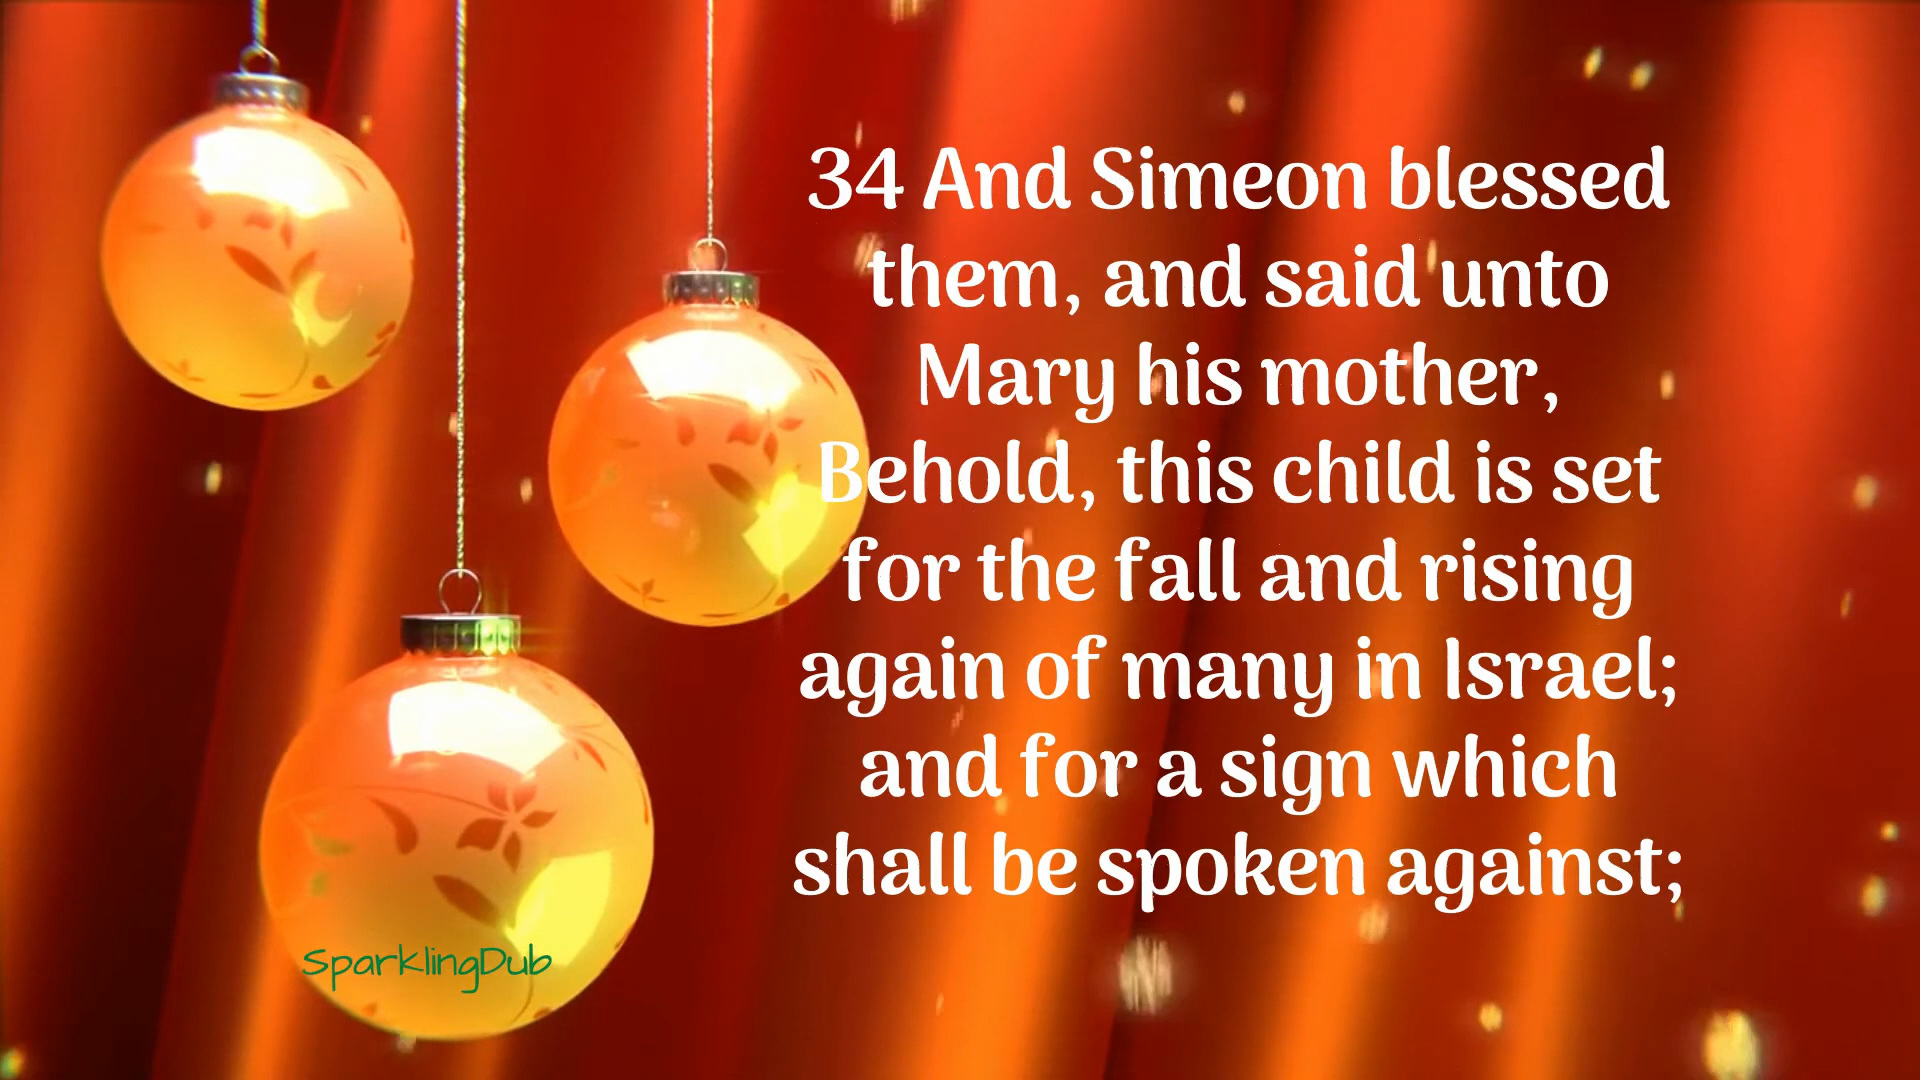 34 And Simeon blessed
them, and said unto
Mary his mother,
Behold, this child is set
for the fall and rising
again of many in Israel;
and for a sign which
shall be spoken against;
SparklingDub